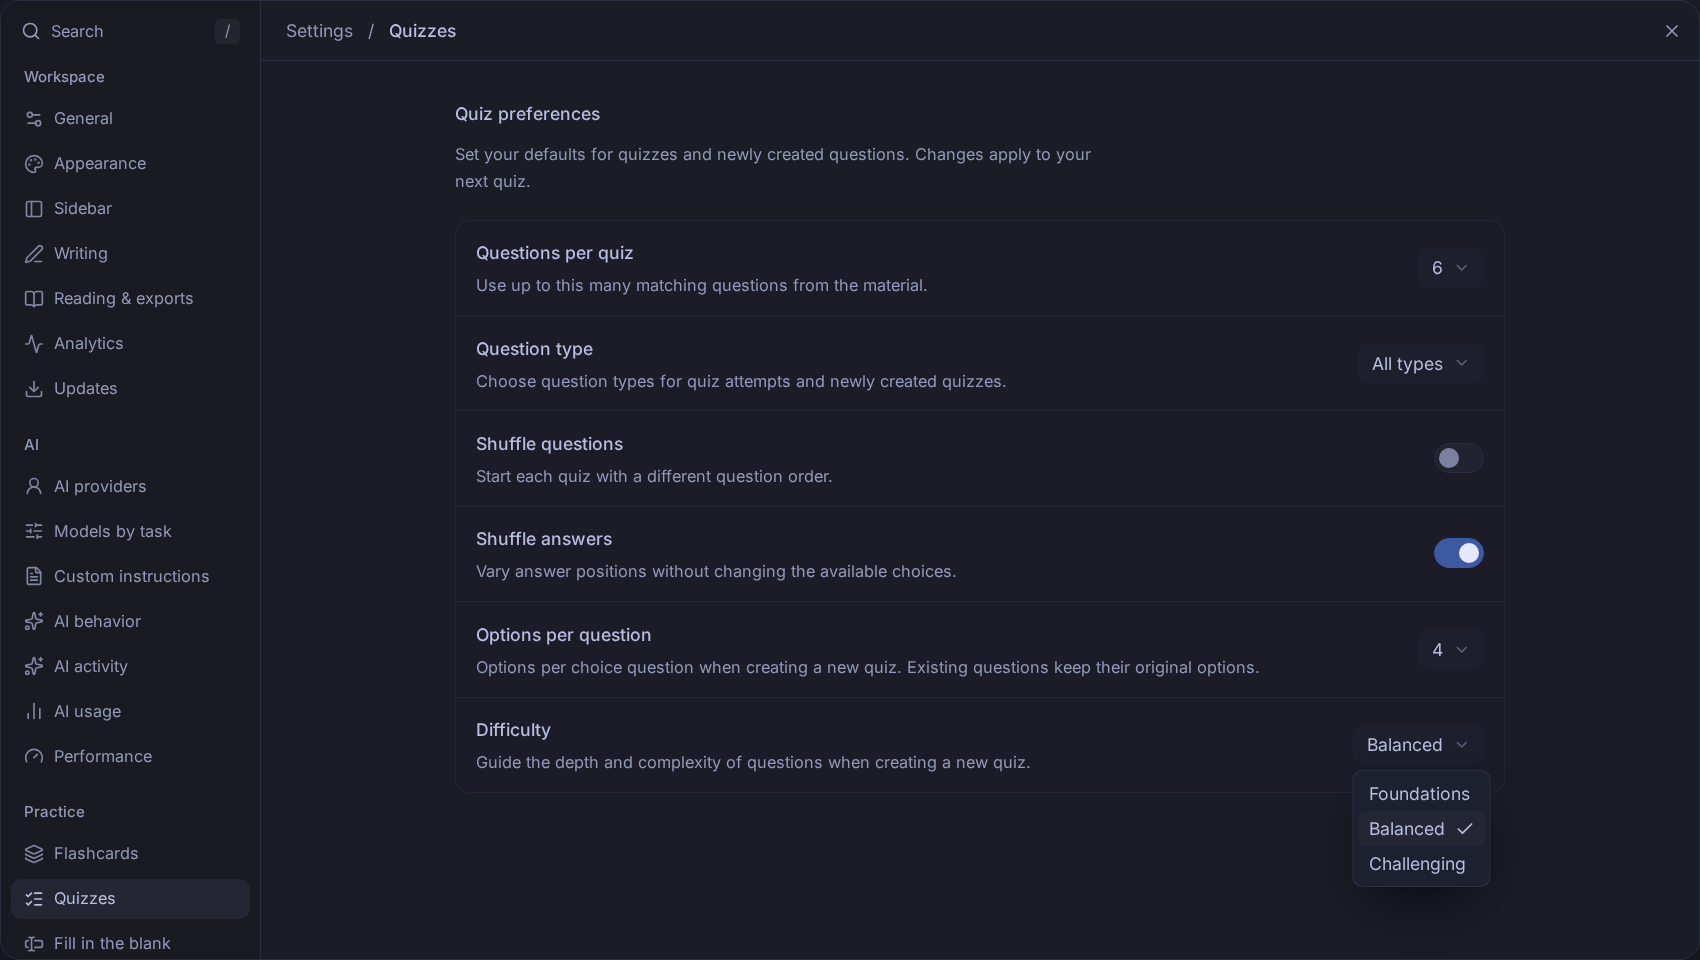 Search
/
Workspace
General
Appearance
Sidebar
Writing
Reading & exports
Analytics
Updates
AI
AI providers
Models by task
Custom instructions
AI behavior
AI activity
AI usage
Performance
Practice
Flashcards
Quizzes
Fill in the blank
Settings / Quizzes
Quiz preferences
Set your defaults for quizzes and newly created questions. Changes apply to your
next quiz.
Questions per quiz
Use up to this many matching questions from the material.
6
Question type
Choose question types for quiz attempts and newly created quizzes.
All types
Shuffle questions
Start each quiz with a different question order.
Shuffle answers
Vary answer positions without changing the available choices.
Options per question
Options per choice question when creating a new quiz. Existing questions keep their original options.
4
Difficulty
Guide the depth and complexity of questions when creating a new quiz.
Balanced
Foundations
Balanced
Challenging